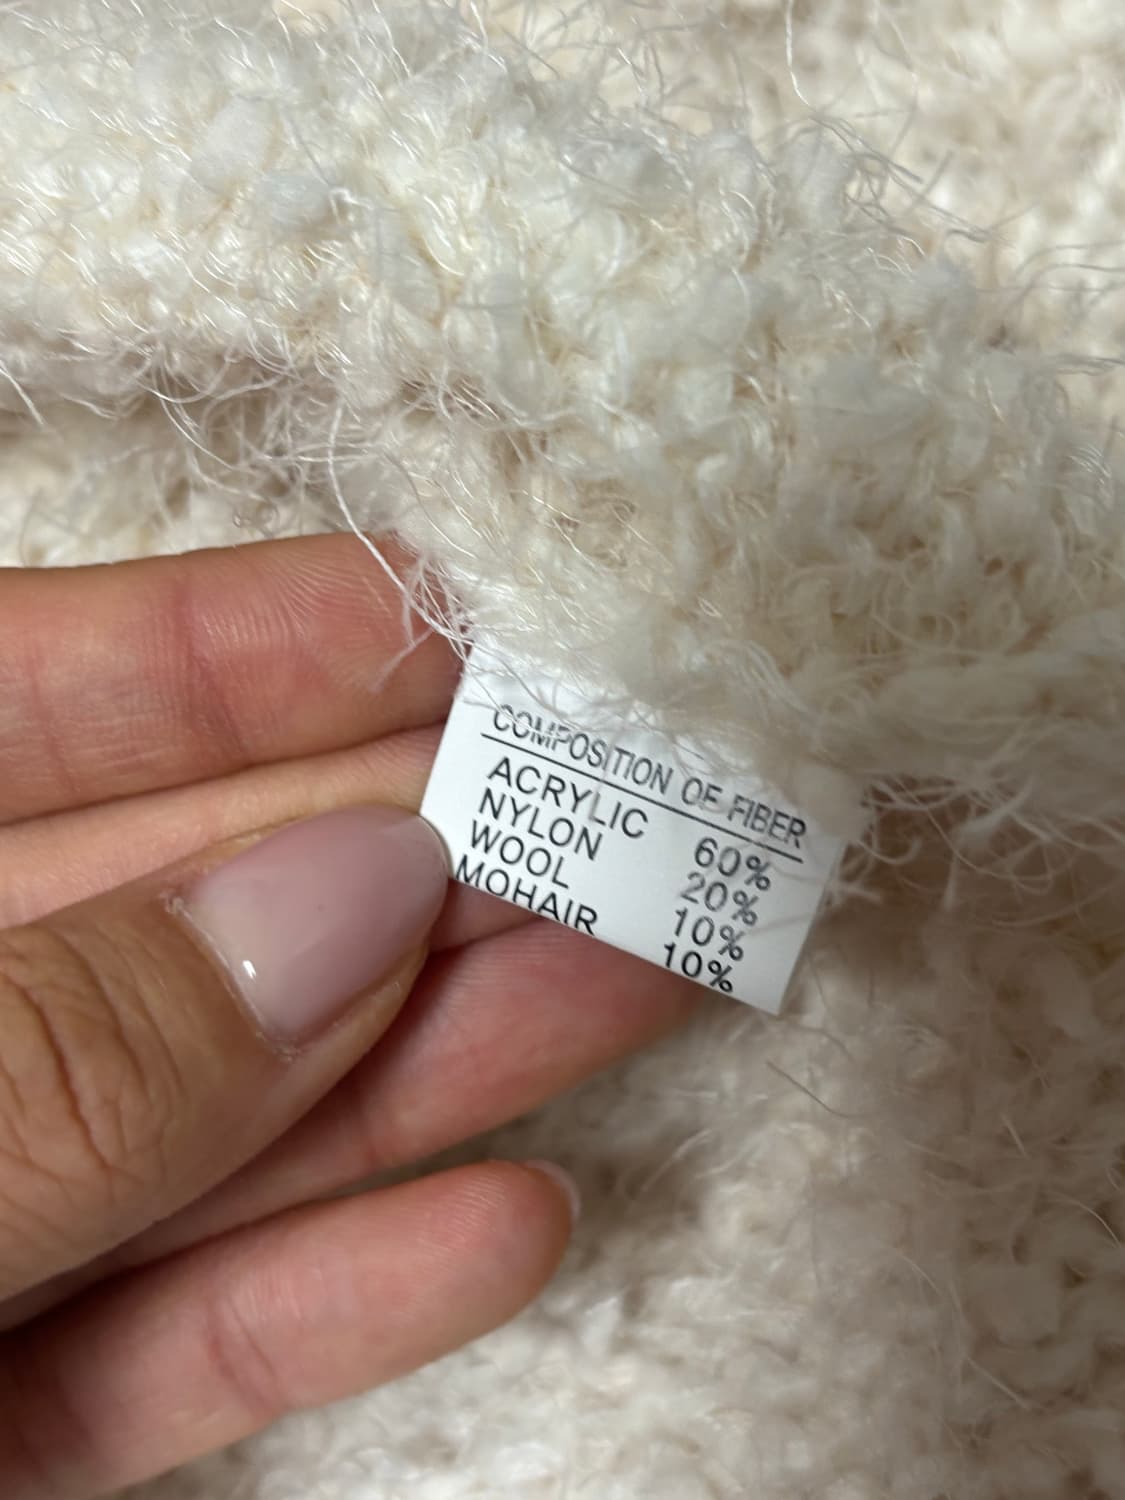 COMPOSITION OF FIBER
ACRYLIC 60%
NYLON 20%
WOOL 10%
MOHAIR 10%